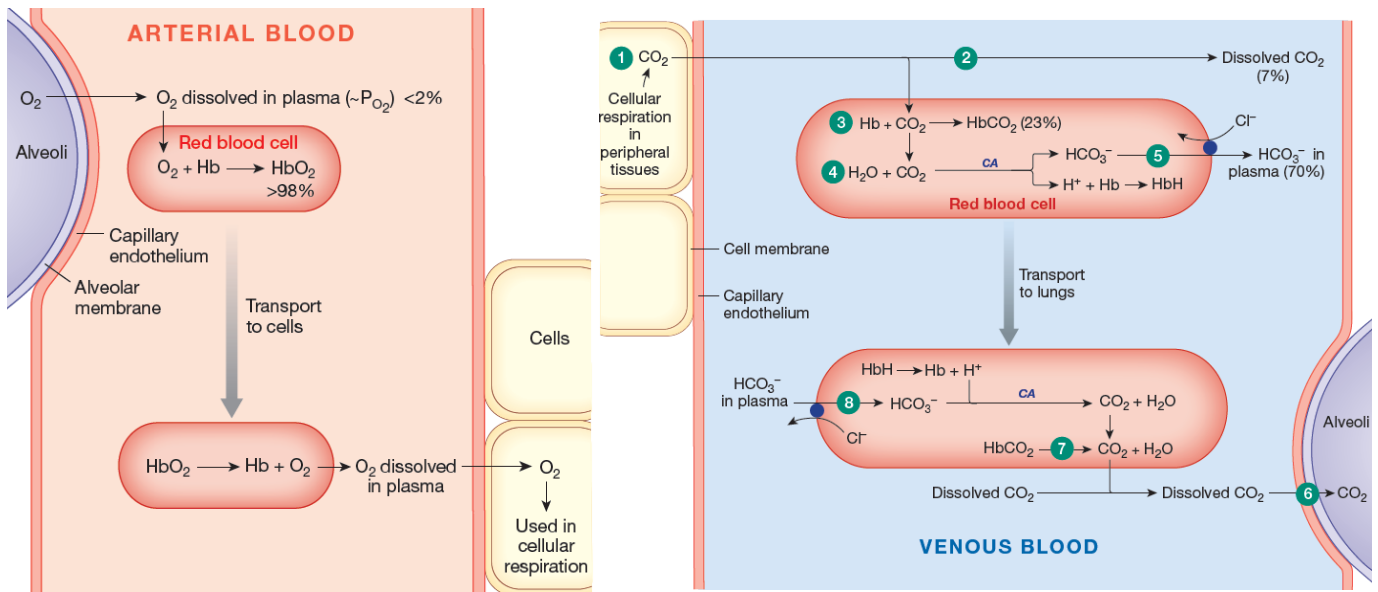 ARTERIAL BLOOD
O₂
O₂ dissolved in plasma (~P_O₂) <2%
Alveoli
Red blood cell
O₂ + Hb → HbO₂
>98%
Capillary
endothelium
Alveolar
membrane
Transport
to cells
Cells
HbO₂ → Hb + O₂ → O₂ dissolved
in plasma
O₂
Used in
cellular
respiration
1 CO₂
2
Dissolved CO₂
(7%)
Cellular
respiration
in
peripheral
tissues
3 Hb + CO₂ → HbCO₂ (23%)
Cl⁻
4 H₂O + CO₂
CA
HCO₃⁻
5
HCO₃⁻ in
plasma (70%)
H⁺ + Hb → HbH
Red blood cell
Cell membrane
Capillary
endothelium
Transport
to lungs
HbH → Hb + H⁺
HCO₃⁻
in plasma
8
HCO₃⁻
CA
CO₂ + H₂O
Cl⁻
HbCO₂
7
CO₂ + H₂O
Alveoli
Dissolved CO₂ → Dissolved CO₂
6
CO₂
VENOUS BLOOD